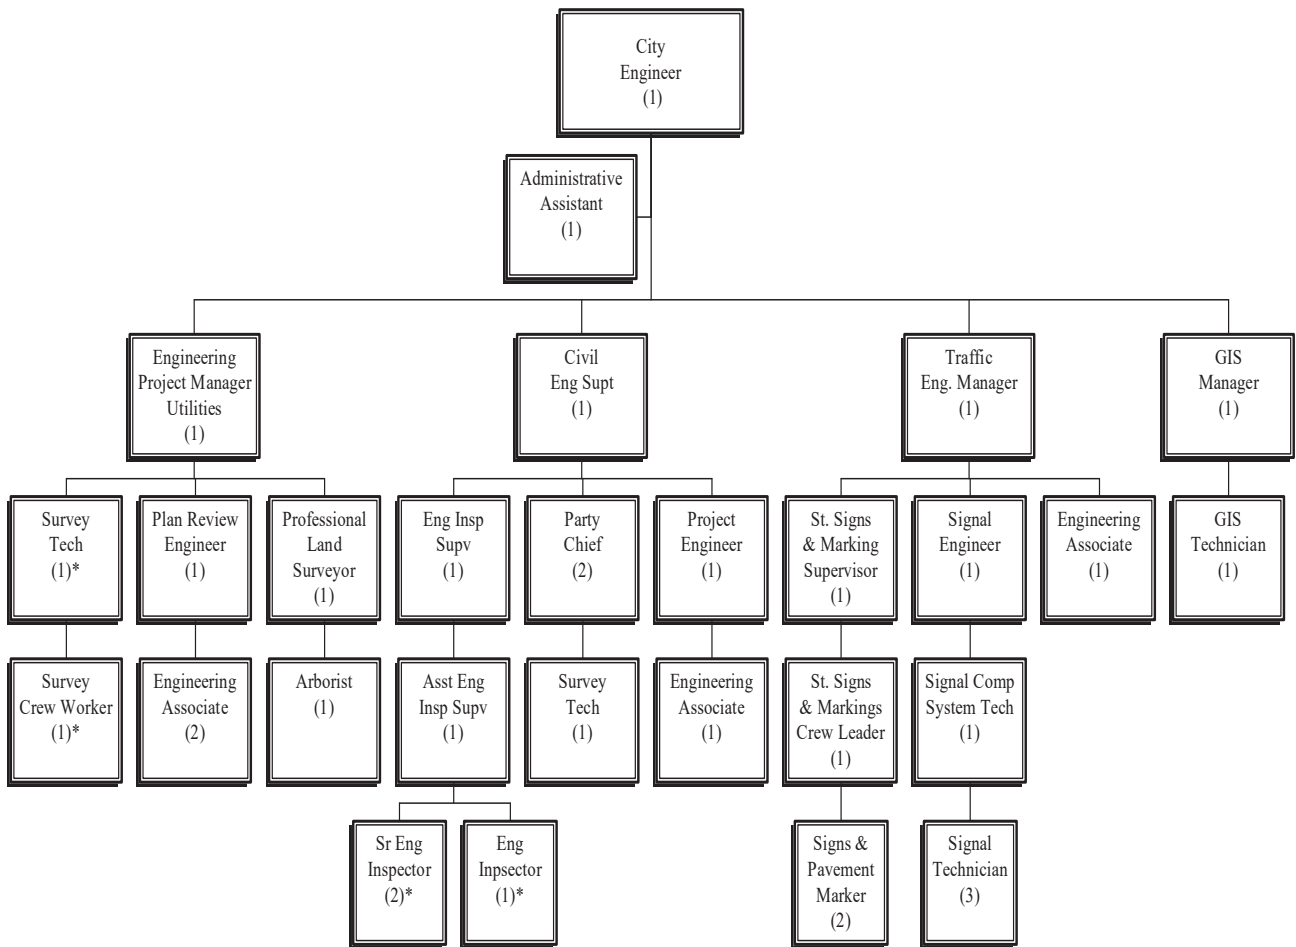 City
Engineer
(1)
Administrative
Assistant
(1)
Engineering
Project Manager
Utilities
(1)
Civil
Eng Supt
(1)
Traffic
Eng. Manager
(1)
GIS
Manager
(1)
Survey
Tech
(1)*
Plan Review
Engineer
(1)
Professional
Land
Surveyor
(1)
Eng Insp
Supv
(1)
Party
Chief
(2)
Project
Engineer
(1)
St. Signs
& Marking
Supervisor
(1)
Signal
Engineer
(1)
Engineering
Associate
(1)
GIS
Technician
(1)
Survey
Crew Worker
(1)*
Engineering
Associate
(2)
Arborist
(1)
Asst Eng
Insp Supv
(1)
Survey
Tech
(1)
Engineering
Associate
(1)
St. Signs
& Markings
Crew Leader
(1)
Signal Comp
System Tech
(1)
Sr Eng
Inspector
(2)*
Eng
Inpsector
(1)*
Signs &
Pavement
Marker
(2)
Signal
Technician
(3)